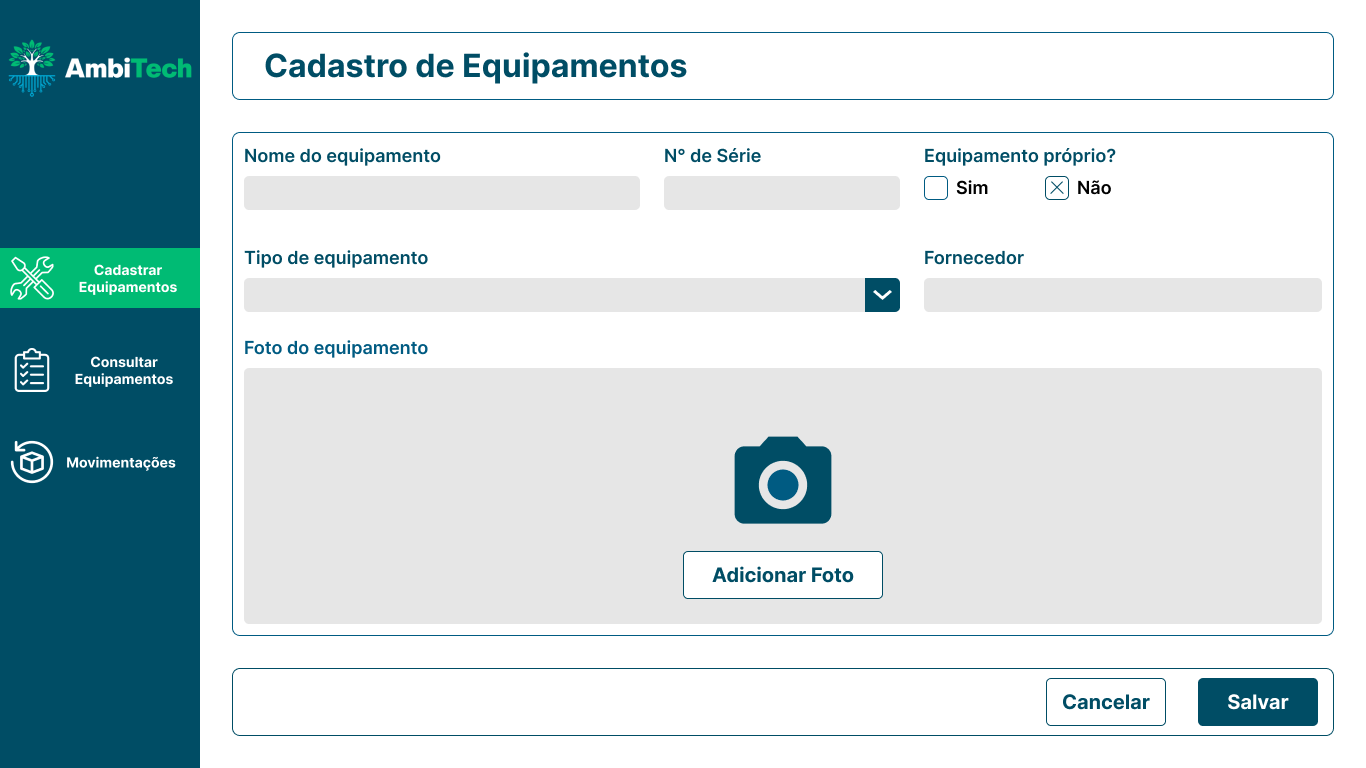 AmbiTech
Cadastrar
Equipamentos
Consultar
Equipamentos
Movimentações
Cadastro de Equipamentos
Nome do equipamento
N° de Série
Equipamento próprio?
Sim
Não
Tipo de equipamento
Fornecedor
Foto do equipamento
Adicionar Foto
Cancelar
Salvar